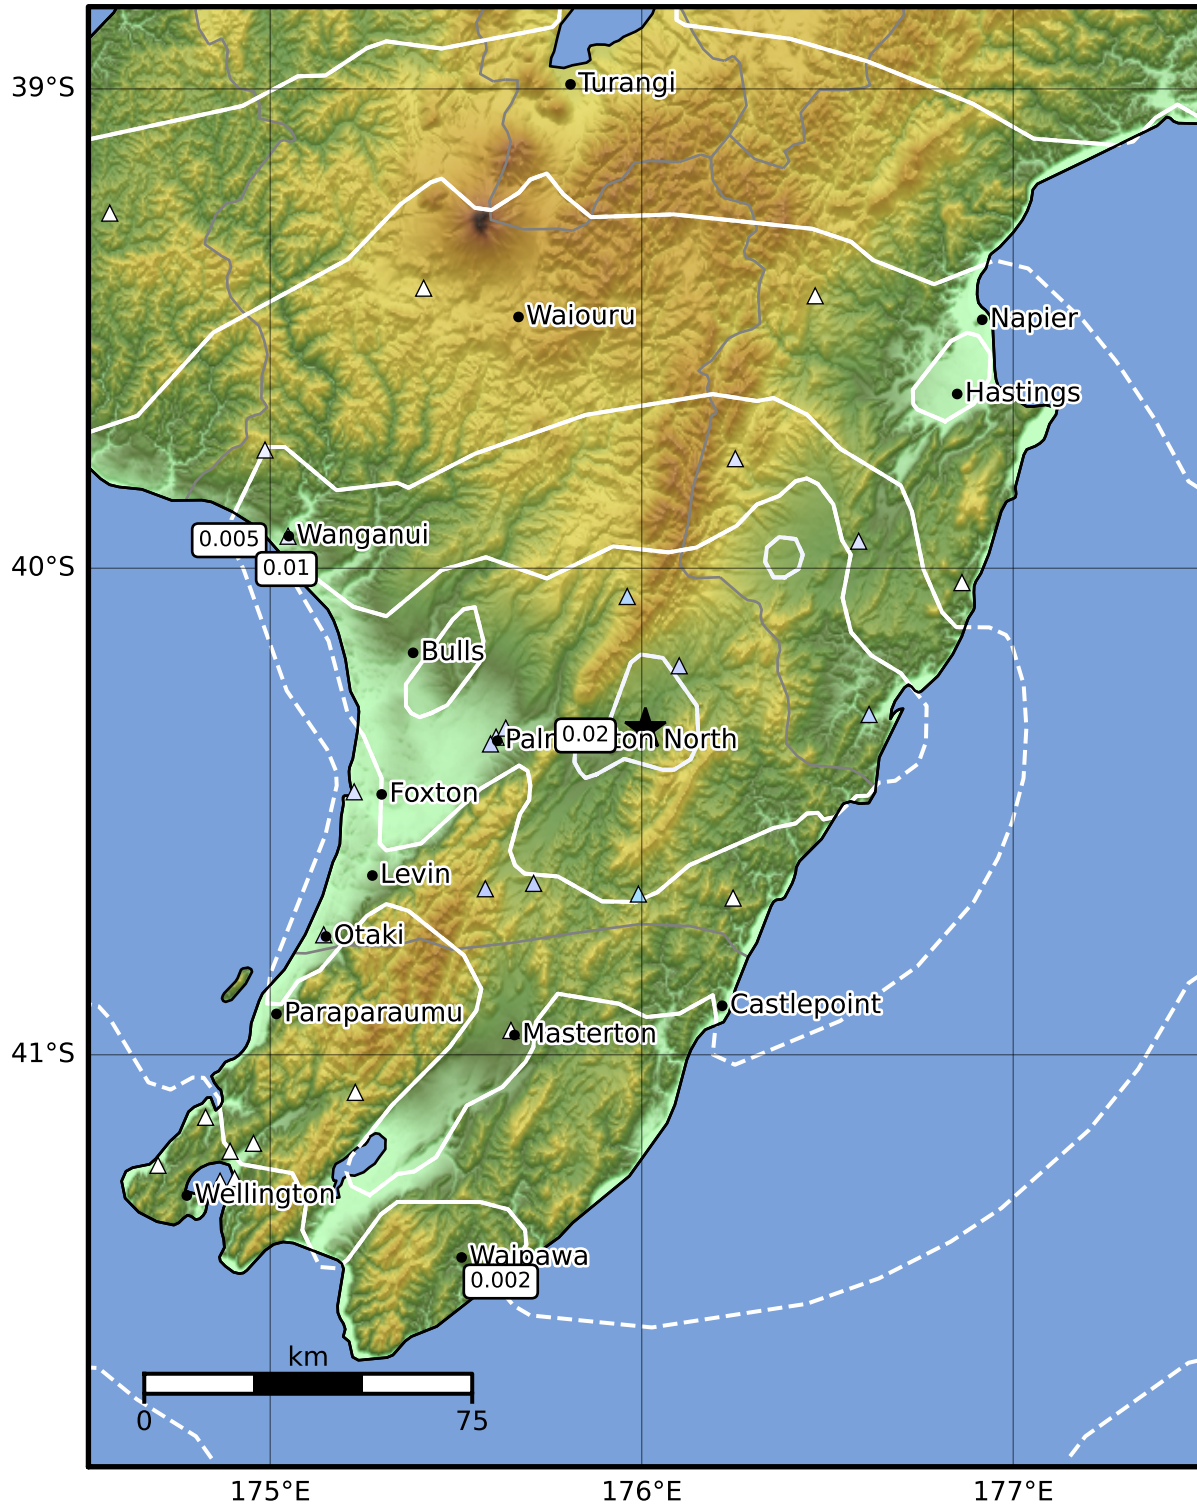 39°S
Turangi
Waiouru
Napier
Hastings
0.005
Wanganui
0.01
40°S
Bulls
0.02
North
Foxton
Levin
Otaki
Paraparaumu
Castlepoint
Masterton
41°S
Wellington
Waipawa
0.002
km
0
75
175°E
176°E
177°E